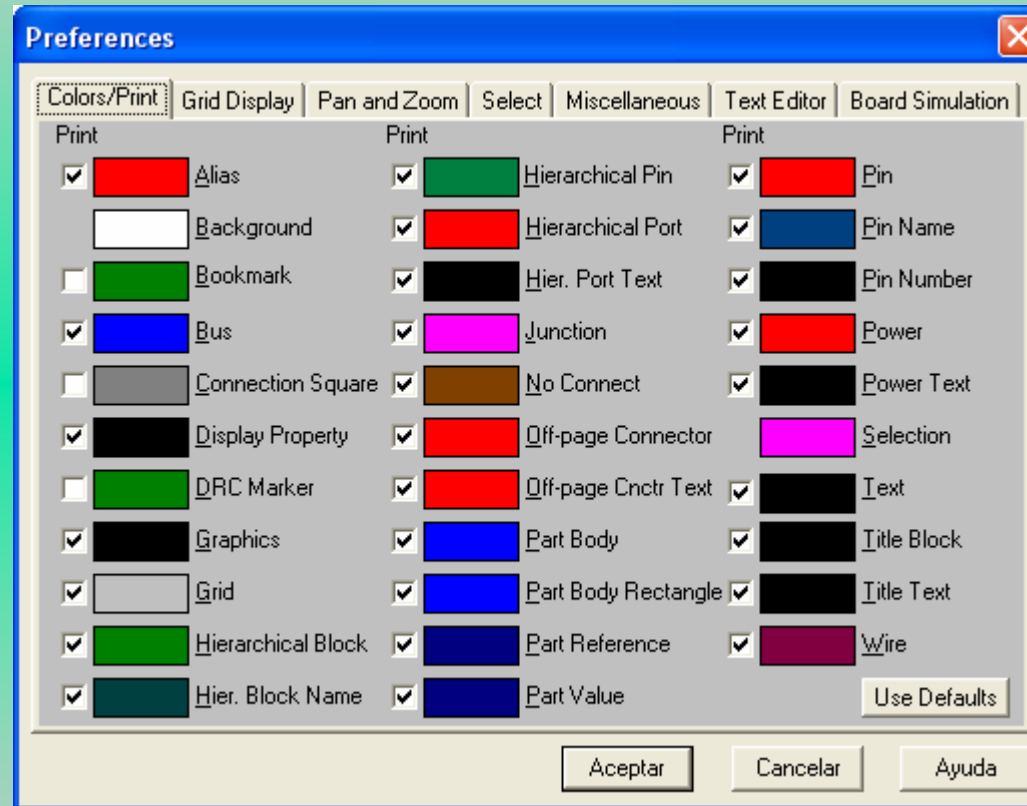 Preferences
Colors/Print Grid Display Pan and Zoom Select Miscellaneous Text Editor Board Simulation
Print Print Print
Alias Hierarchical Pin Pin
Background Hierarchical Port Pin Name
Bookmark Hier. Port Text Pin Number
Bus Junction Power
Connection Square No Connect Power Text
Display Property Off-page Connector Selection
DRC Marker Off-page Cnctr Text Text
Graphics Part Body Title Block
Grid Part Body Rectangle Title Text
Hierarchical Block Part Reference Wire
Hier. Block Name Part Value Use Defaults
Aceptar Cancelar Ayuda